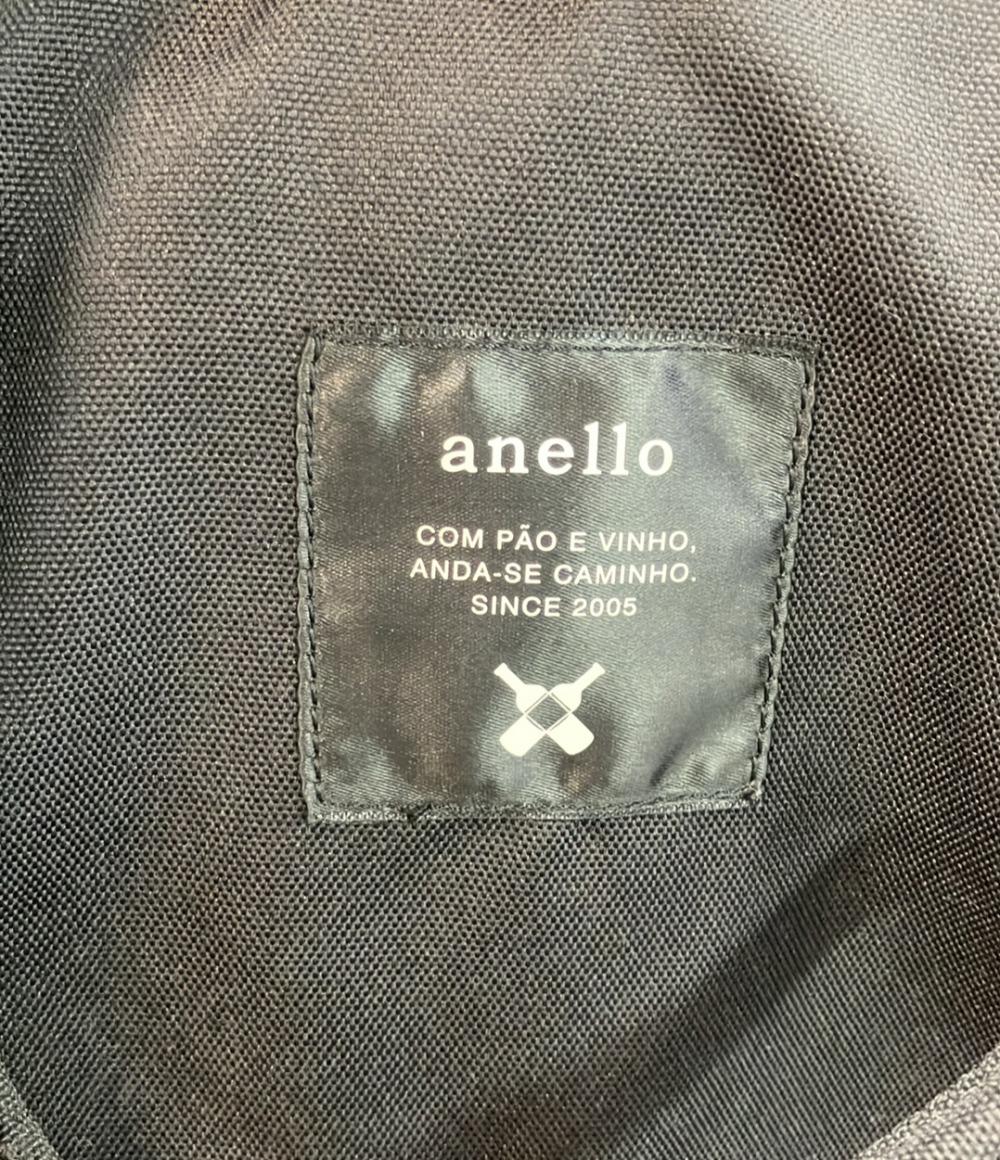 anello
COM PÃO E VINHO,
ANDA-SE CAMINHO.
SINCE 2005